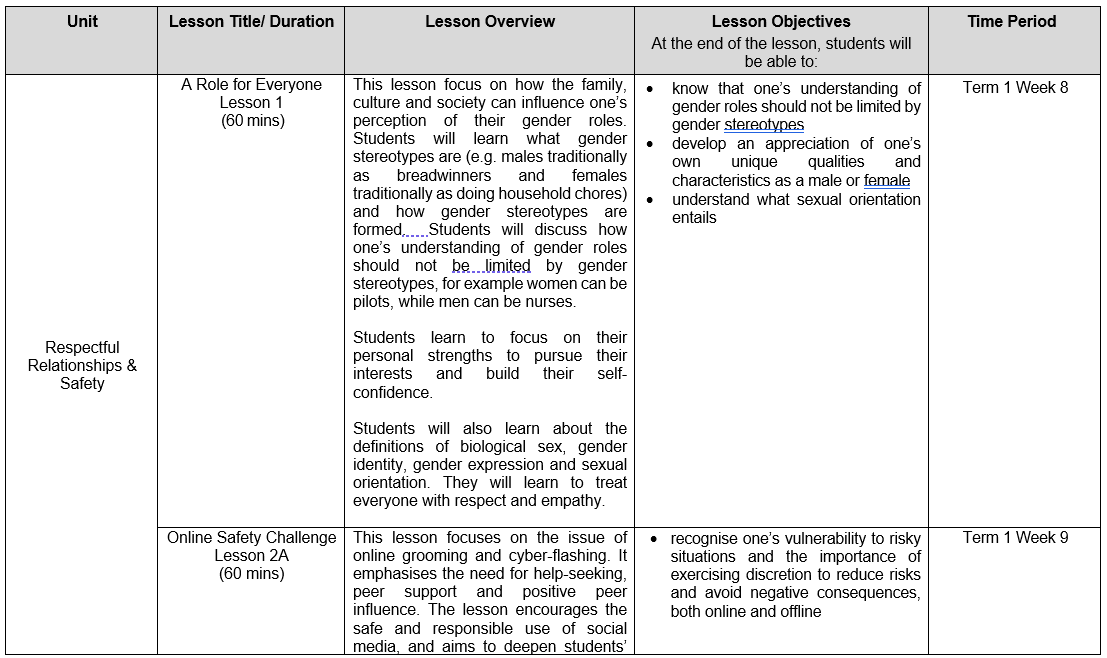 Unit
Lesson Title/ Duration
Lesson Overview
Lesson Objectives
At the end of the lesson, students will
be able to:
Time Period
Respectful
Relationships &
Safety
A Role for Everyone
Lesson 1
(60 mins)
This lesson focus on how the family,
culture and society can influence one's
perception of their gender roles.
Students will learn what gender
stereotypes are (e.g. males traditionally
as breadwinners and females
traditionally as doing household chores)
and how gender stereotypes are
formed. Students will discuss how
one's understanding of gender roles
should not be limited by gender
stereotypes, for example women can be
pilots, while men can be nurses.
Students learn to focus on their
personal strengths to pursue their
interests and build their self-
confidence.
Students will also learn about the
definitions of biological sex, gender
identity, gender expression and sexual
orientation. They will learn to treat
everyone with respect and empathy.
• know that one's understanding of
gender roles should not be limited by
gender stereotypes
• develop an appreciation of one's
own unique qualities and
characteristics as a male or female
• understand what sexual orientation
entails
Term 1 Week 8
Online Safety Challenge
Lesson 2A
(60 mins)
This lesson focuses on the issue of
online grooming and cyber-flashing. It
emphasises the need for help-seeking,
peer support and positive peer
influence. The lesson encourages the
safe and responsible use of social
media, and aims to deepen students'
• recognise one's vulnerability to risky
situations and the importance of
exercising discretion to reduce risks
and avoid negative consequences,
both online and offline
Term 1 Week 9